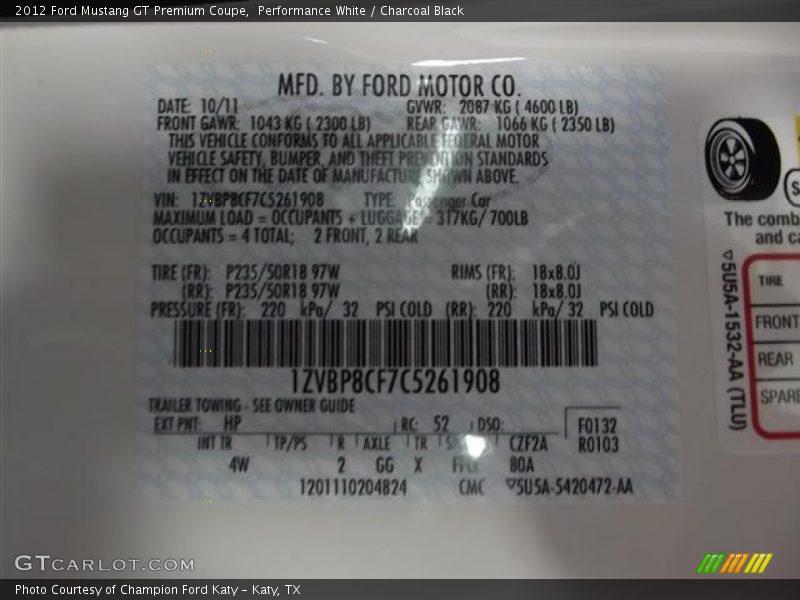 2012 Ford Mustang GT Premium Coupe,  Performance White / Charcoal Black
MFD. BY FORD MOTOR CO.
DATE: 10/11 GVWR: 2087 KG ( 4600 LB)
FRONT GAWR: 1043 KG ( 2300 LB) REAR GAWR: 1066 KG ( 2350 LB)
THIS VEHICLE CONFORMS TO ALL APPLICABLE FEDERAL MOTOR
VEHICLE SAFETY, BUMPER, AND THEFT PREVENTION STANDARDS
IN EFFECT ON THE DATE OF MANUFACTURE SHOWN ABOVE.
VIN: 1ZVBP8CF7C5261908 TYPE: Passenger Car
MAXIMUM LOAD = OCCUPANTS + LUGGAGE = 317KG/ 700LB
OCCUPANTS = 4 TOTAL; 2 FRONT, 2 REAR
TIRE (FR): P235/50R18 97W RIMS (FR): 18x8.0J
(RR): P235/50R18 97W (RR): 18x8.0J
PRESSURE (FR): 220 kPa/ 32 PSI COLD (RR): 220 kPa/ 32 PSI COLD
1ZVBP8CF7C5261908
TRAILER TOWING - SEE OWNER GUIDE
EXT PNT: HP RC: 52 DSO: F0132
INT TR TP/PS R AXLE TR S CZF2A R0103
4W 2 GG X 80A
1201110204824 CMC ▽5U5A-5420472-AA
The comb
and ca
▽5U5A-1532-AA (TLU)
TIRE
FRONT
REAR
SPARE
GTCARLOT.COM
Photo Courtesy of Champion Ford Katy – Katy, TX